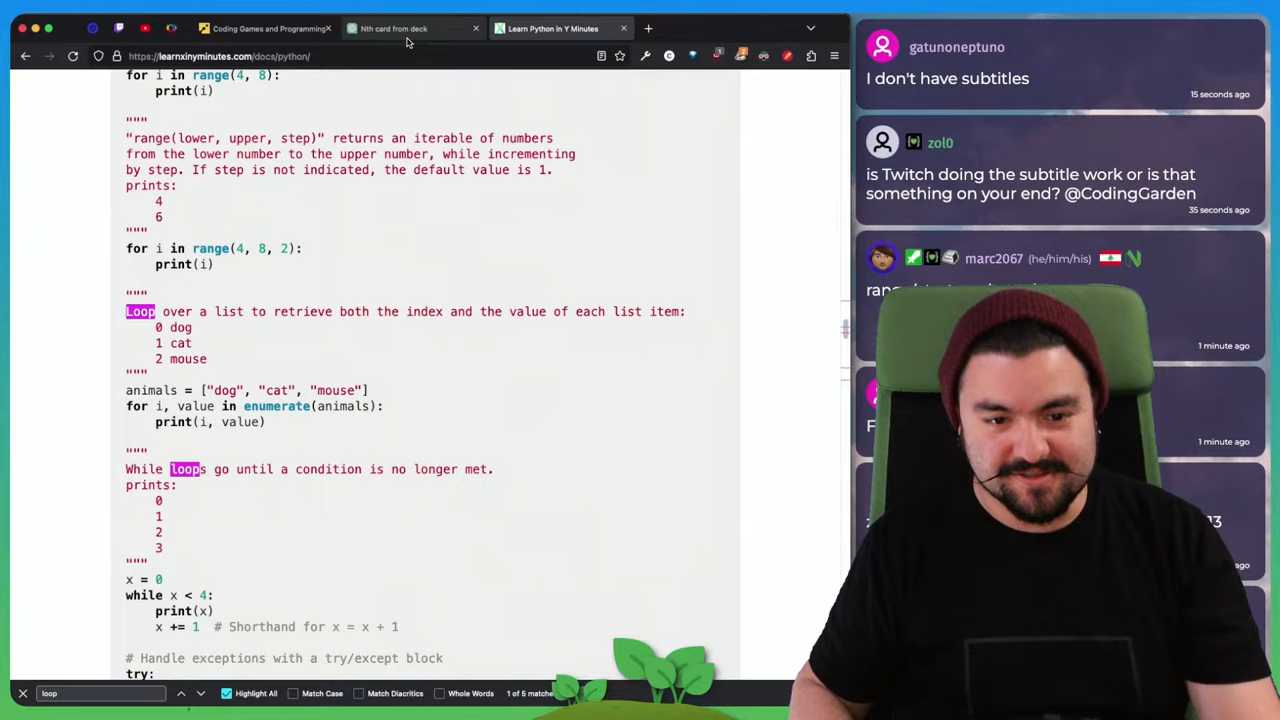 Coding Games and Programming
Nth card from deck
Learn Python in Y Minutes
https://learnxinyminutes.com/docs/python/
for i in range(4, 8):
    print(i)
"""
"range(lower, upper, step)" returns an iterable of numbers
from the lower number to the upper number, while incrementing
by step. If step is not indicated, the default value is 1.
prints:
    4
    6
"""
for i in range(4, 8, 2):
    print(i)
"""
Loop over a list to retrieve both the index and the value of each list item:
    0 dog
    1 cat
    2 mouse
"""
animals = ["dog", "cat", "mouse"]
for i, value in enumerate(animals):
    print(i, value)
"""
While loops go until a condition is no longer met.
prints:
    0
    1
    2
    3
"""
x = 0
while x < 4:
    print(x)
    x += 1  # Shorthand for x = x + 1
# Handle exceptions with a try/except block
try:
loop
Highlight All
Match Case
Match Diacritics
Whole Words
1 of 5 matche
gatunoneptuno
I don't have subtitles
15 seconds ago
zol0
is Twitch doing the subtitle work or is that
something on your end? @CodingGarden
35 seconds ago
marc2067 (he/him/his)
1 minute ago
1 minute ago